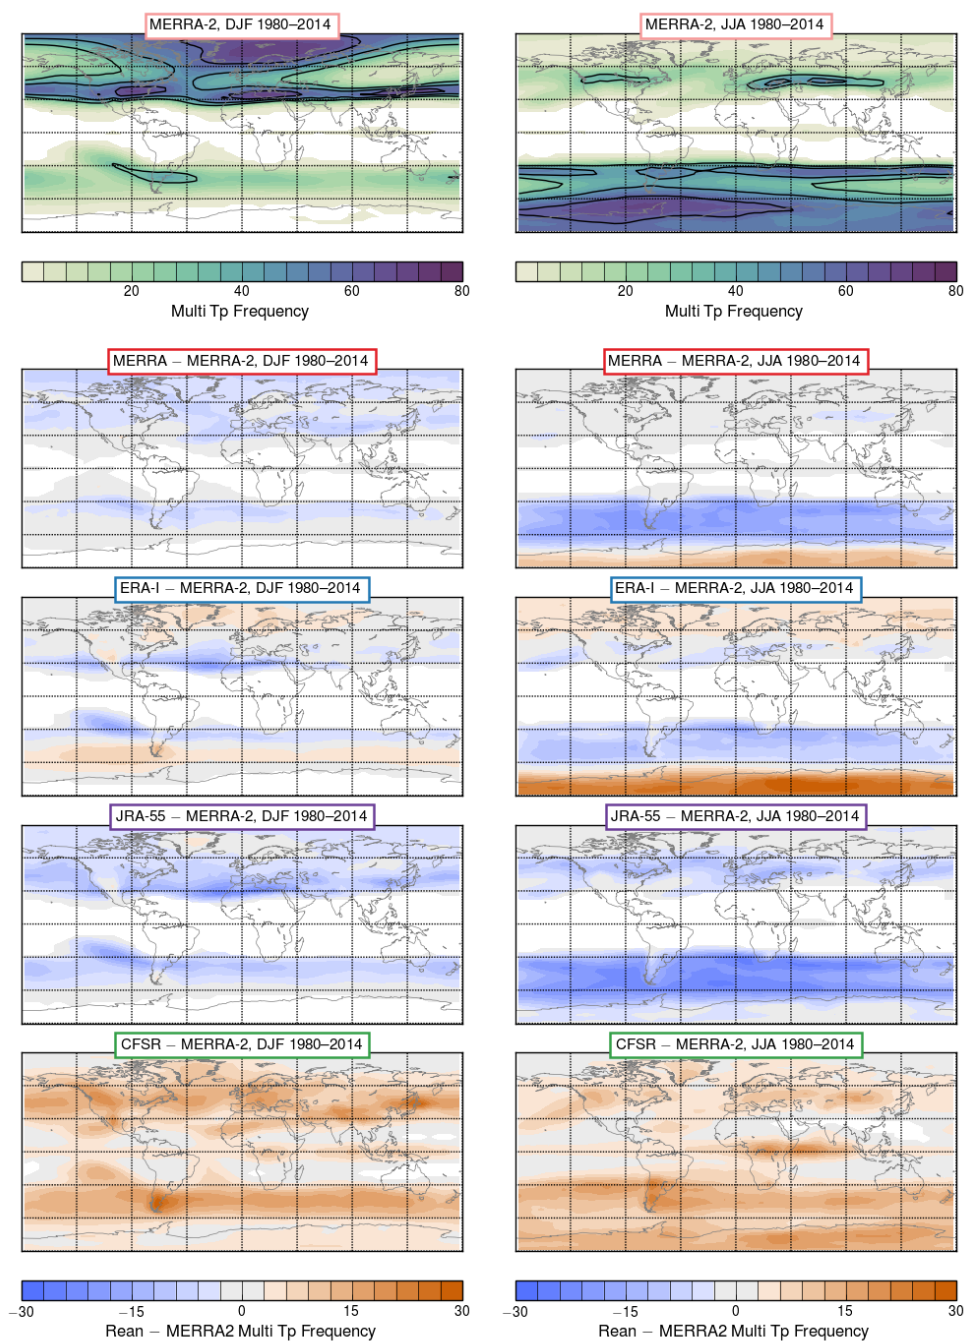 MERRA-2, DJF 1980–2014
MERRA-2, JJA 1980–2014
20 40 60 80
Multi Tp Frequency
20 40 60 80
Multi Tp Frequency
MERRA − MERRA-2, DJF 1980–2014
MERRA − MERRA-2, JJA 1980–2014
ERA-I − MERRA-2, DJF 1980–2014
ERA-I − MERRA-2, JJA 1980–2014
JRA-55 − MERRA-2, DJF 1980–2014
JRA-55 − MERRA-2, JJA 1980–2014
CFSR − MERRA-2, DJF 1980–2014
CFSR − MERRA-2, JJA 1980–2014
−30 −15 0 15 30
Rean − MERRA2 Multi Tp Frequency
−30 −15 0 15 30
Rean − MERRA2 Multi Tp Frequency